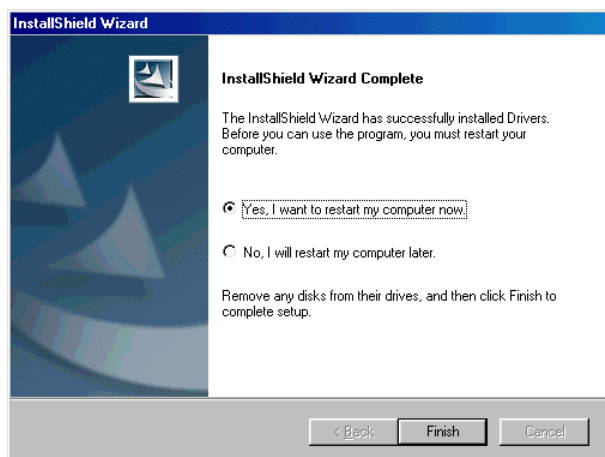 InstallShield Wizard
InstallShield Wizard Complete
The InstallShield Wizard has successfully installed Drivers.
Before you can use the program, you must restart your
computer.
Yes, I want to restart my computer now.
No, I will restart my computer later.
Remove any disks from their drives, and then click Finish to
complete setup.
< Back
Finish
Cancel